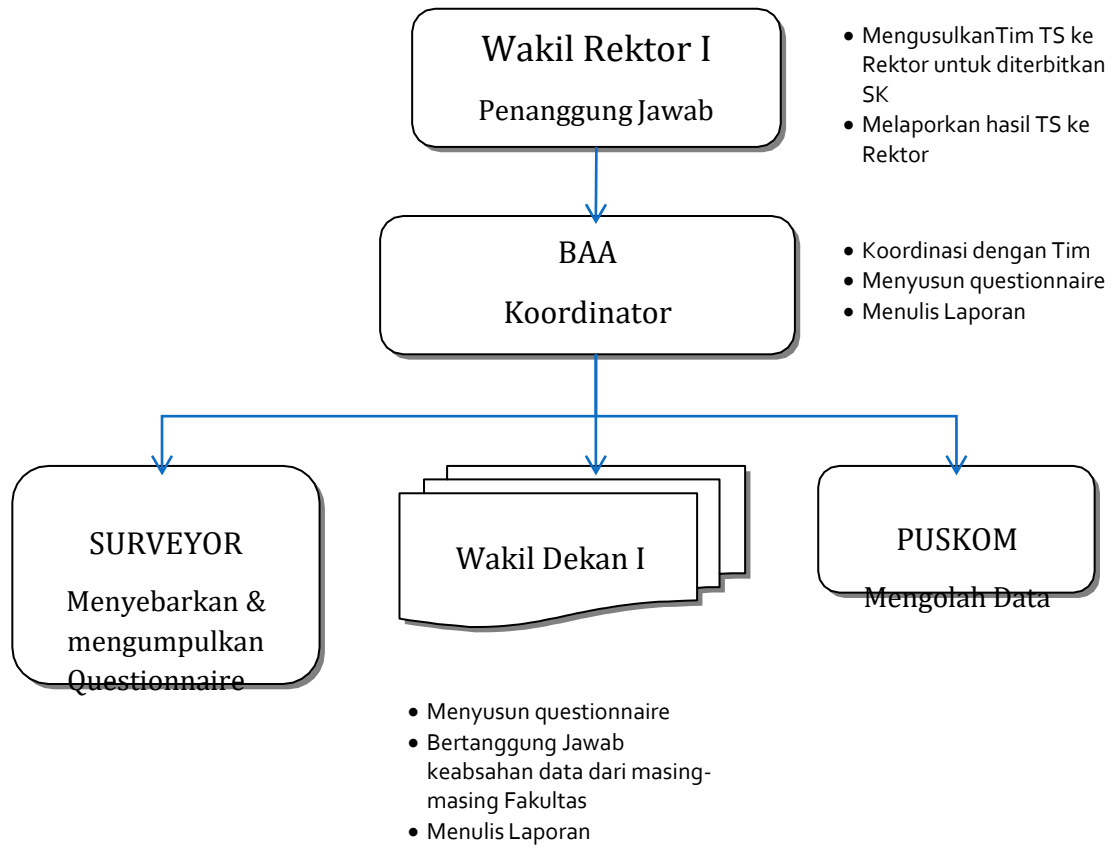 Wakil Rektor I
Penanggung Jawab
• MengusulkanTim TS ke
Rektor untuk diterbitkan
SK
• Melaporkan hasil TS ke
Rektor
BAA
Koordinator
• Koordinasi dengan Tim
• Menyusun questionnaire
• Menulis Laporan
SURVEYOR
Menyebarkan &
mengumpulkan
Questionnaire
Wakil Dekan I
PUSKOM
Mengolah Data
• Menyusun questionnaire
• Bertanggung Jawab
keabsahan data dari masing-
masing Fakultas
• Menulis Laporan